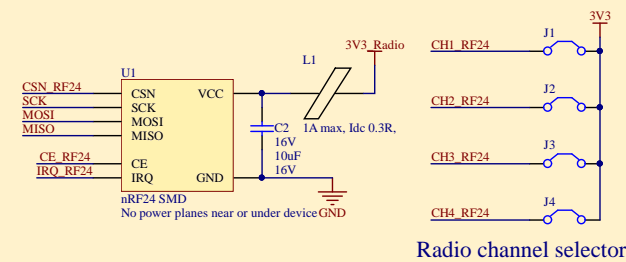 U1
CSN_RF24
SCK
MOSI
MISO
CE_RF24
IRQ_RF24
CSN
SCK
MOSI
MISO
CE
IRQ
VCC
GND
nRF24 SMD
No power planes near or under device
L1
1A max, Idc 0.3R,
C2
16V
10uF
16V
3V3_Radio
GND
3V3
J1
CH1_RF24
J2
CH2_RF24
J3
CH3_RF24
J4
CH4_RF24
Radio channel selector